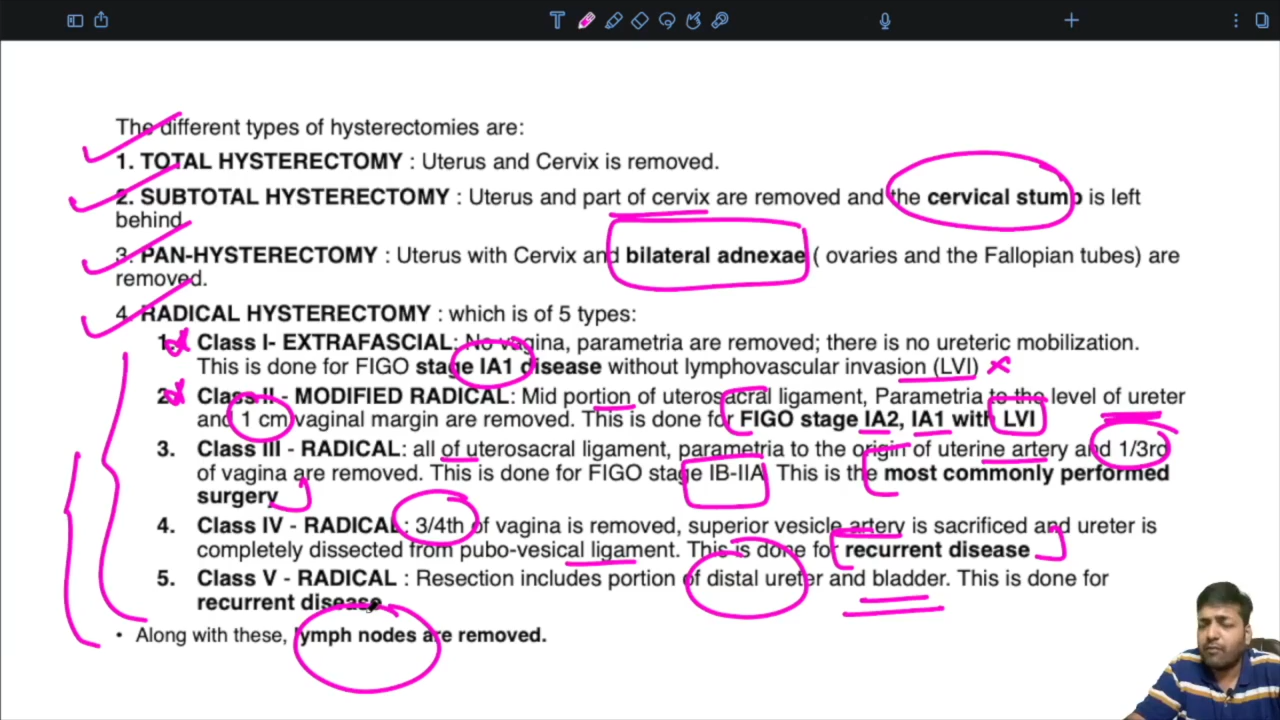 The different types of hysterectomies are:
1. TOTAL HYSTERECTOMY : Uterus and Cervix is removed.
2. SUBTOTAL HYSTERECTOMY : Uterus and part of cervix are removed and the cervical stump is left
behind.
3. PAN-HYSTERECTOMY : Uterus with Cervix and bilateral adnexae ( ovaries and the Fallopian tubes) are
removed.
4. RADICAL HYSTERECTOMY : which is of 5 types:
1. Class I- EXTRAFASCIAL: No vagina, parametria are removed; there is no ureteric mobilization.
This is done for FIGO stage IA1 disease without lymphovascular invasion (LVI)
2. Class II - MODIFIED RADICAL: Mid portion of uterosacral ligament, Parametria to the level of ureter
and 1 cm vaginal margin are removed. This is done for FIGO stage IA2, IA1 with LVI
3. Class III - RADICAL: all of uterosacral ligament, parametria to the origin of uterine artery and 1/3rd
of vagina are removed. This is done for FIGO stage IB-IIA. This is the most commonly performed
surgery
4. Class IV - RADICAL: 3/4th of vagina is removed, superior vesicle artery is sacrificed and ureter is
completely dissected from pubo-vesical ligament. This is done for recurrent disease
5. Class V - RADICAL : Resection includes portion of distal ureter and bladder. This is done for
recurrent disease.
• Along with these, lymph nodes are removed.